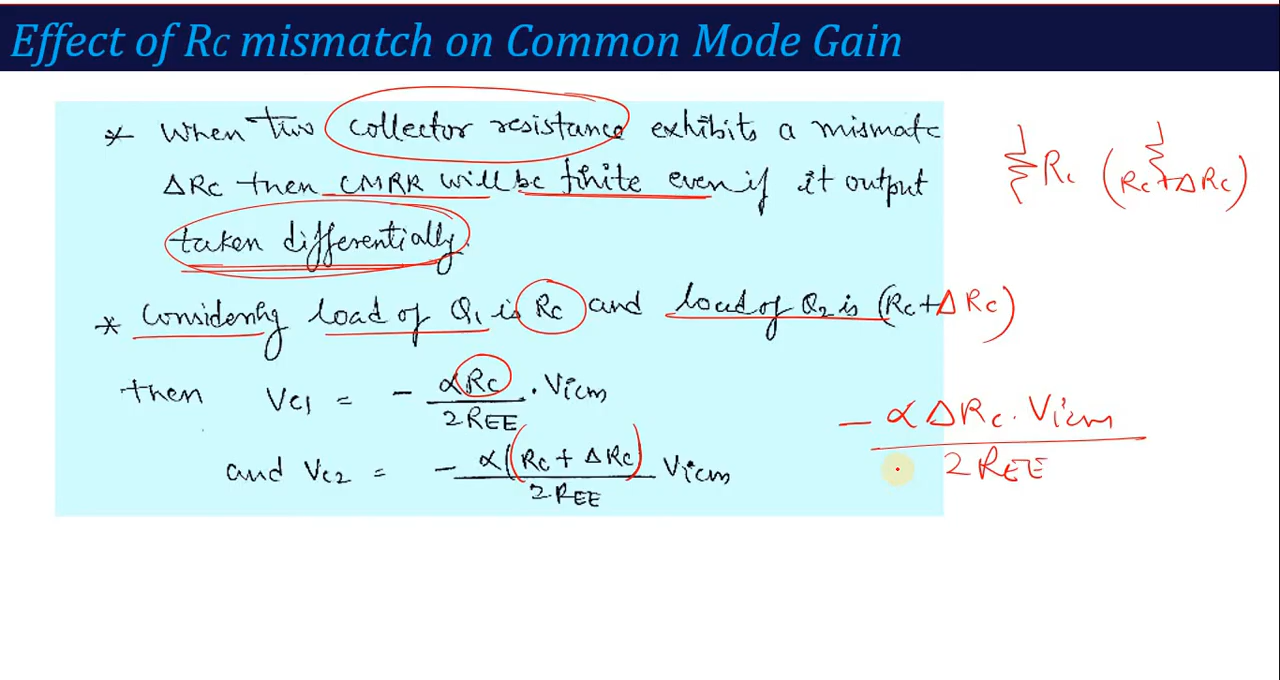 Effect of Rc mismatch on Common Mode Gain
* When two collector resistance exhibits a mismatc
ΔRc then CMRR will be finite even if it output
taken differentially.
Rc (Rc + ΔRc)
* Considering load of Q1 is Rc and load of Q2 is (Rc + ΔRc)
then Vc1 = - αRc / 2REE . Vicm
and Vc2 = - α(Rc + ΔRc) / 2REE Vicm
- αΔRc . Vicm / 2REE